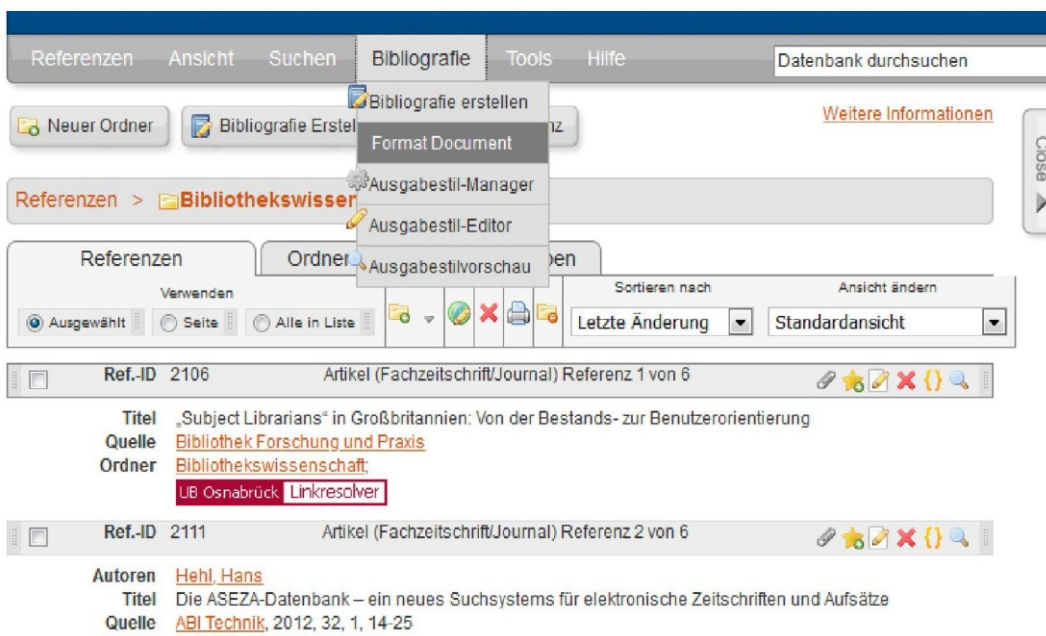 Referenzen Ansicht Suchen Bibliografie Tools Hilfe Datenbank durchsuchen
Bibliografie erstellen
Weitere Informationen
Neuer Ordner Bibliografie Erstel nz
Format Document
Close
Ausgabestil-Manager
Referenzen > Bibliothekswisser
Ausgabestil-Editor
Referenzen Ordner ben
Ausgabestilvorschau
Verwenden Sortieren nach Ansicht ändern
Ausgewählt Seite Alle in Liste Letzte Änderung Standardansicht
Ref.-ID 2106 Artikel (Fachzeitschrift/Journal) Referenz 1 von 6
Titel „Subject Librarians“ in Großbritannien: Von der Bestands- zur Benutzerorientierung
Quelle Bibliothek Forschung und Praxis
Ordner Bibliothekswissenschaft;
UB Osnabrück Linkresolver
Ref.-ID 2111 Artikel (Fachzeitschrift/Journal) Referenz 2 von 6
Autoren Hehl, Hans
Titel Die ASEZA-Datenbank – ein neues Suchsystems für elektronische Zeitschriften und Aufsätze
Quelle ABI Technik, 2012, 32, 1, 14-25